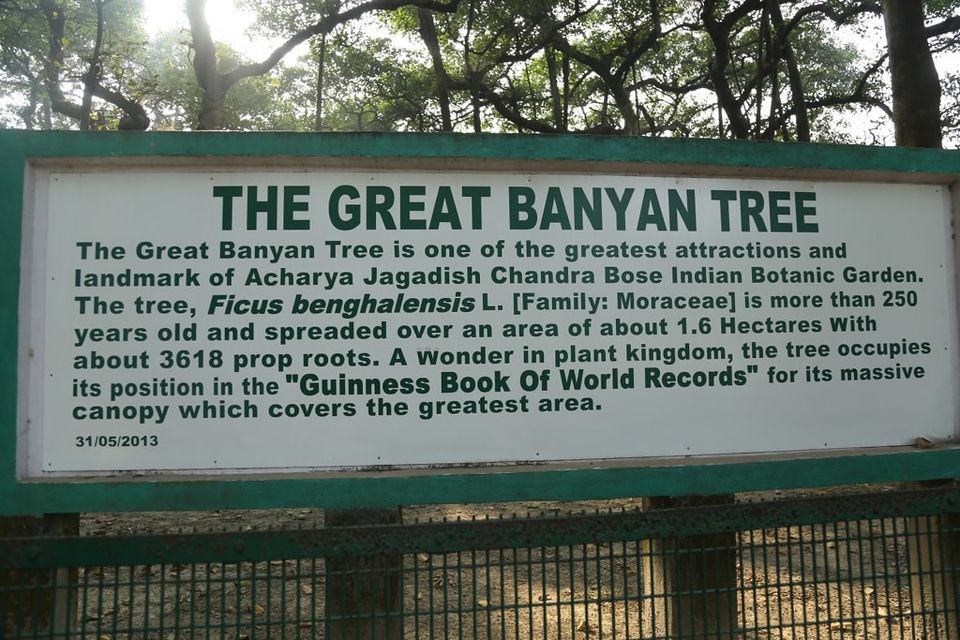 THE GREAT BANYAN TREE
The Great Banyan Tree is one of the greatest attractions and
landmark of Acharya Jagadish Chandra Bose Indian Botanic Garden.
The tree, Ficus benghalensis L. [Family: Moraceae] is more than 250
years old and spreaded over an area of about 1.6 Hectares With
about 3618 prop roots. A wonder in plant kingdom, the tree occupies
its position in the "Guinness Book Of World Records" for its massive
canopy which covers the greatest area.
31/05/2013